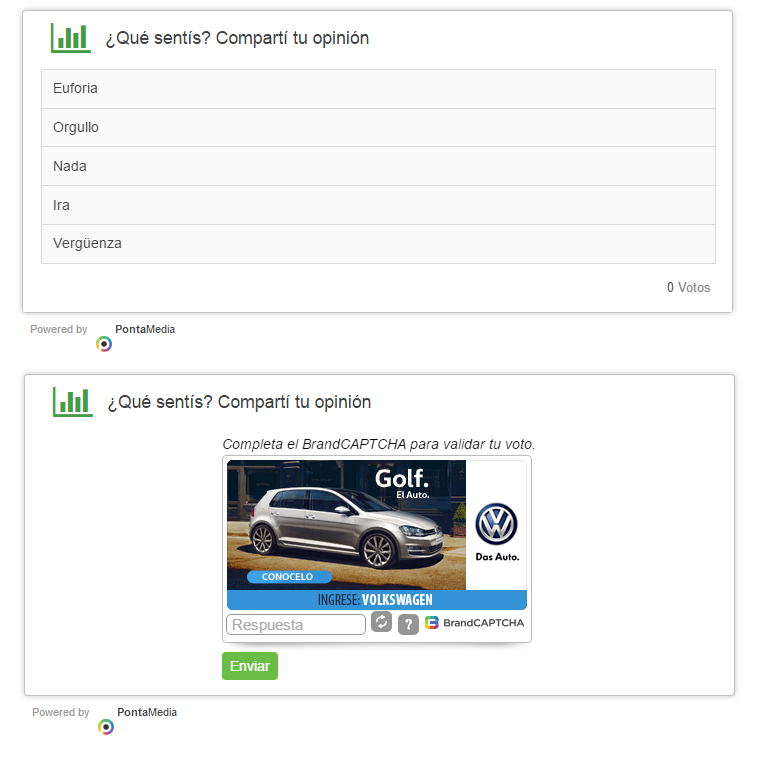 ¿Qué sentís? Compartí tu opinión
Euforia
Orgullo
Nada
Ira
Vergüenza
0 Votos
Powered by PontaMedia
¿Qué sentís? Compartí tu opinión
Completa el BrandCAPTCHA para validar tu voto.
Golf.
El Auto.
Das Auto.
CONOCELO
INGRESE: VOLKSWAGEN
Respuesta ? BrandCAPTCHA
Enviar
Powered by PontaMedia